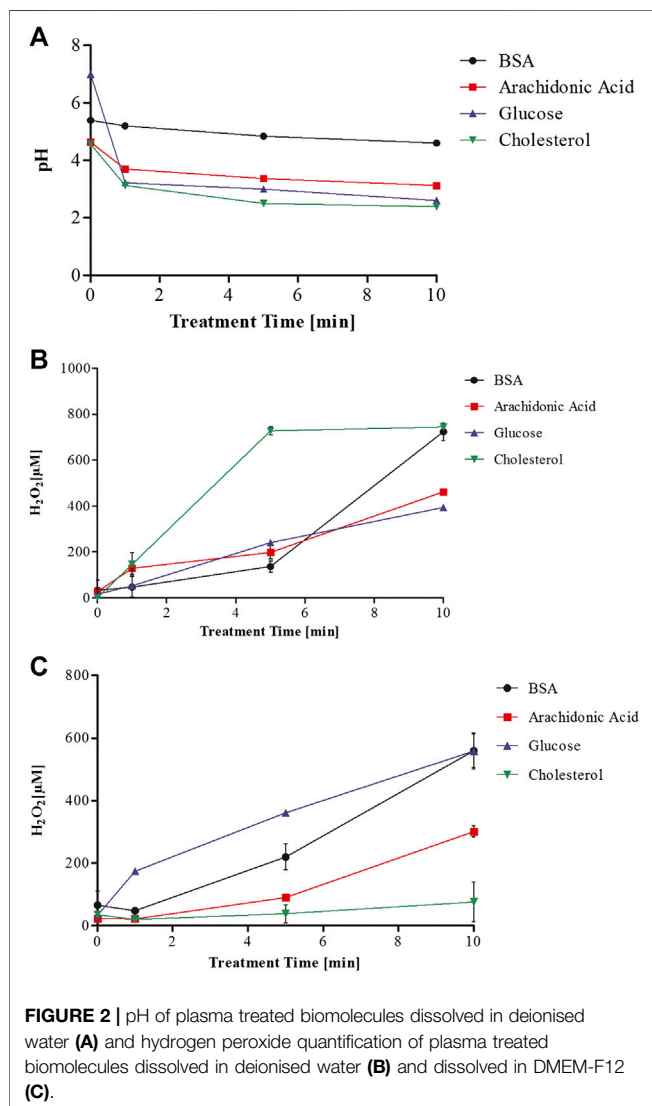 A
8
6
4
2
0
pH
0
2
4
6
8
10
Treatment Time [min]
BSA
Arachidonic Acid
Glucose
Cholesterol
B
1000
800
600
400
200
0
H₂O₂[µM]
0
2
4
6
8
10
Treatment Time [min]
BSA
Arachidonic Acid
Glucose
Cholesterol
C
800
600
400
200
0
H₂O₂[µM]
0
2
4
6
8
10
Treatment Time [min]
BSA
Arachidonic Acid
Glucose
Cholesterol
FIGURE 2 | pH of plasma treated biomolecules dissolved in deionised
water (A) and hydrogen peroxide quantification of plasma treated
biomolecules dissolved in deionised water (B) and dissolved in DMEM-F12
(C).